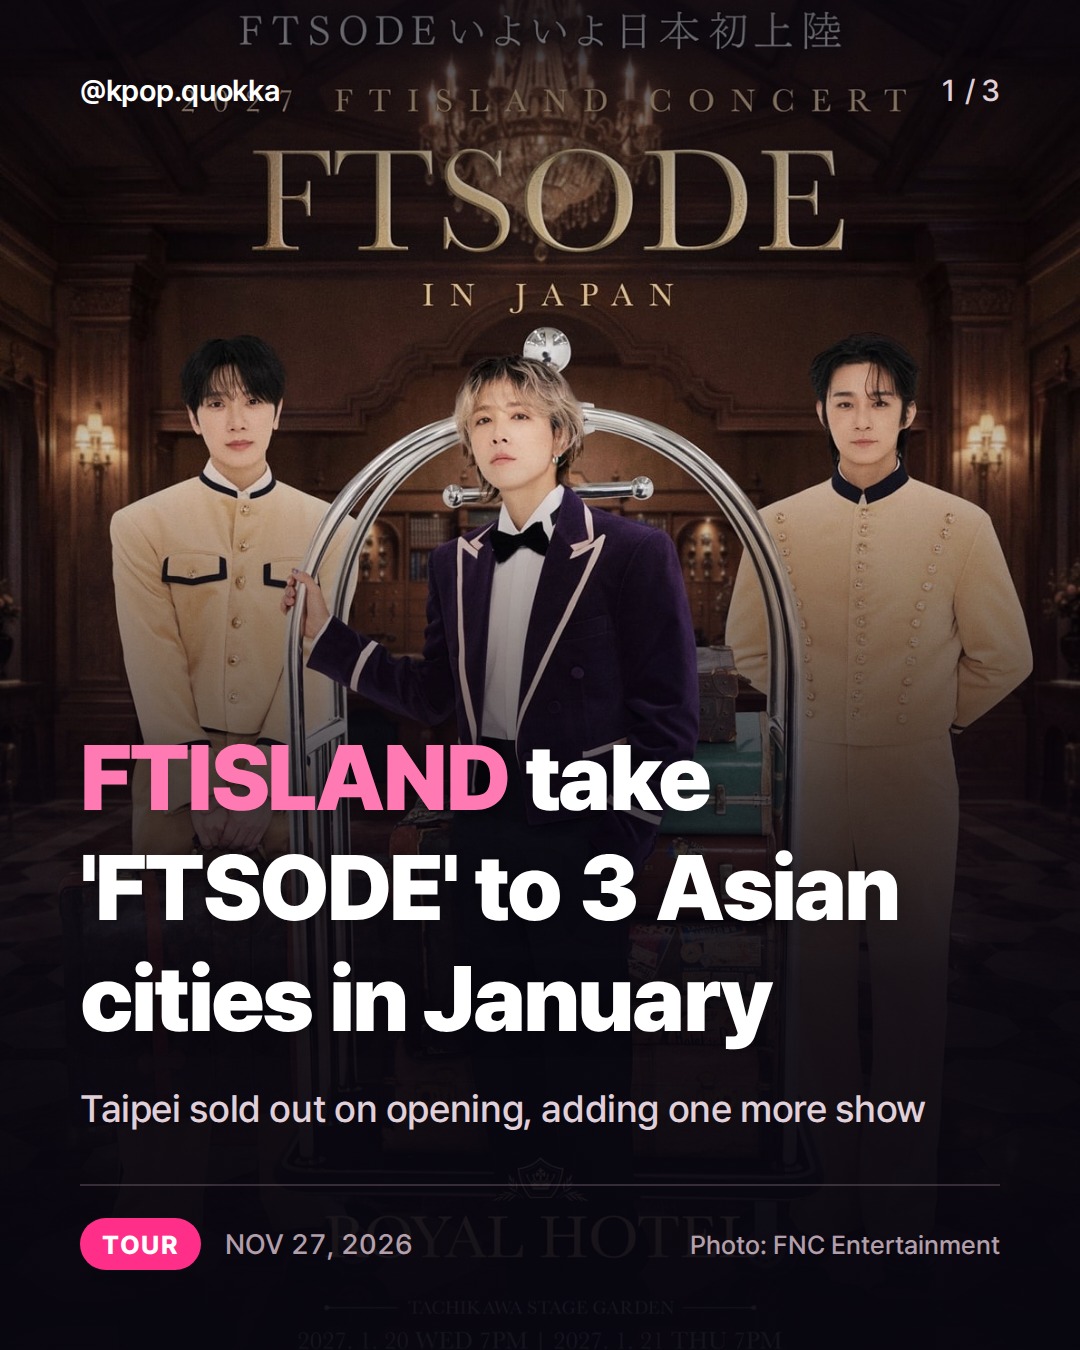 FTSODEいよいよ日本初上陸
@kpop.quokka
1 / 3
2027 FTISLAND CONCERT
FTSODE
IN JAPAN
FTISLAND take
'FTSODE' to 3 Asian
cities in January
Taipei sold out on opening, adding one more show
ROYAL HOTEL
TOUR
NOV 27, 2026
Photo: FNC Entertainment
TACHIKAWA STAGE GARDEN
2027. 1. 20 WED 7PM | 2027. 1. 21 THU 7PM